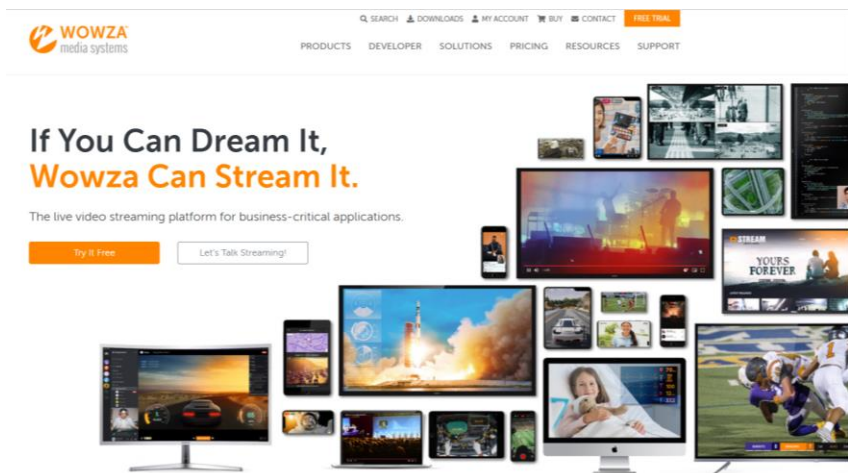 SEARCH DOWNLOADS MY ACCOUNT BUY CONTACT FREE TRIAL
WOWZA
media systems
PRODUCTS DEVELOPER SOLUTIONS PRICING RESOURCES SUPPORT
If You Can Dream It,
Wowza Can Stream It.
The live video streaming platform for business-critical applications.
Try It Free
Let's Talk Streaming!
STREAM
YOURS
FOREVER